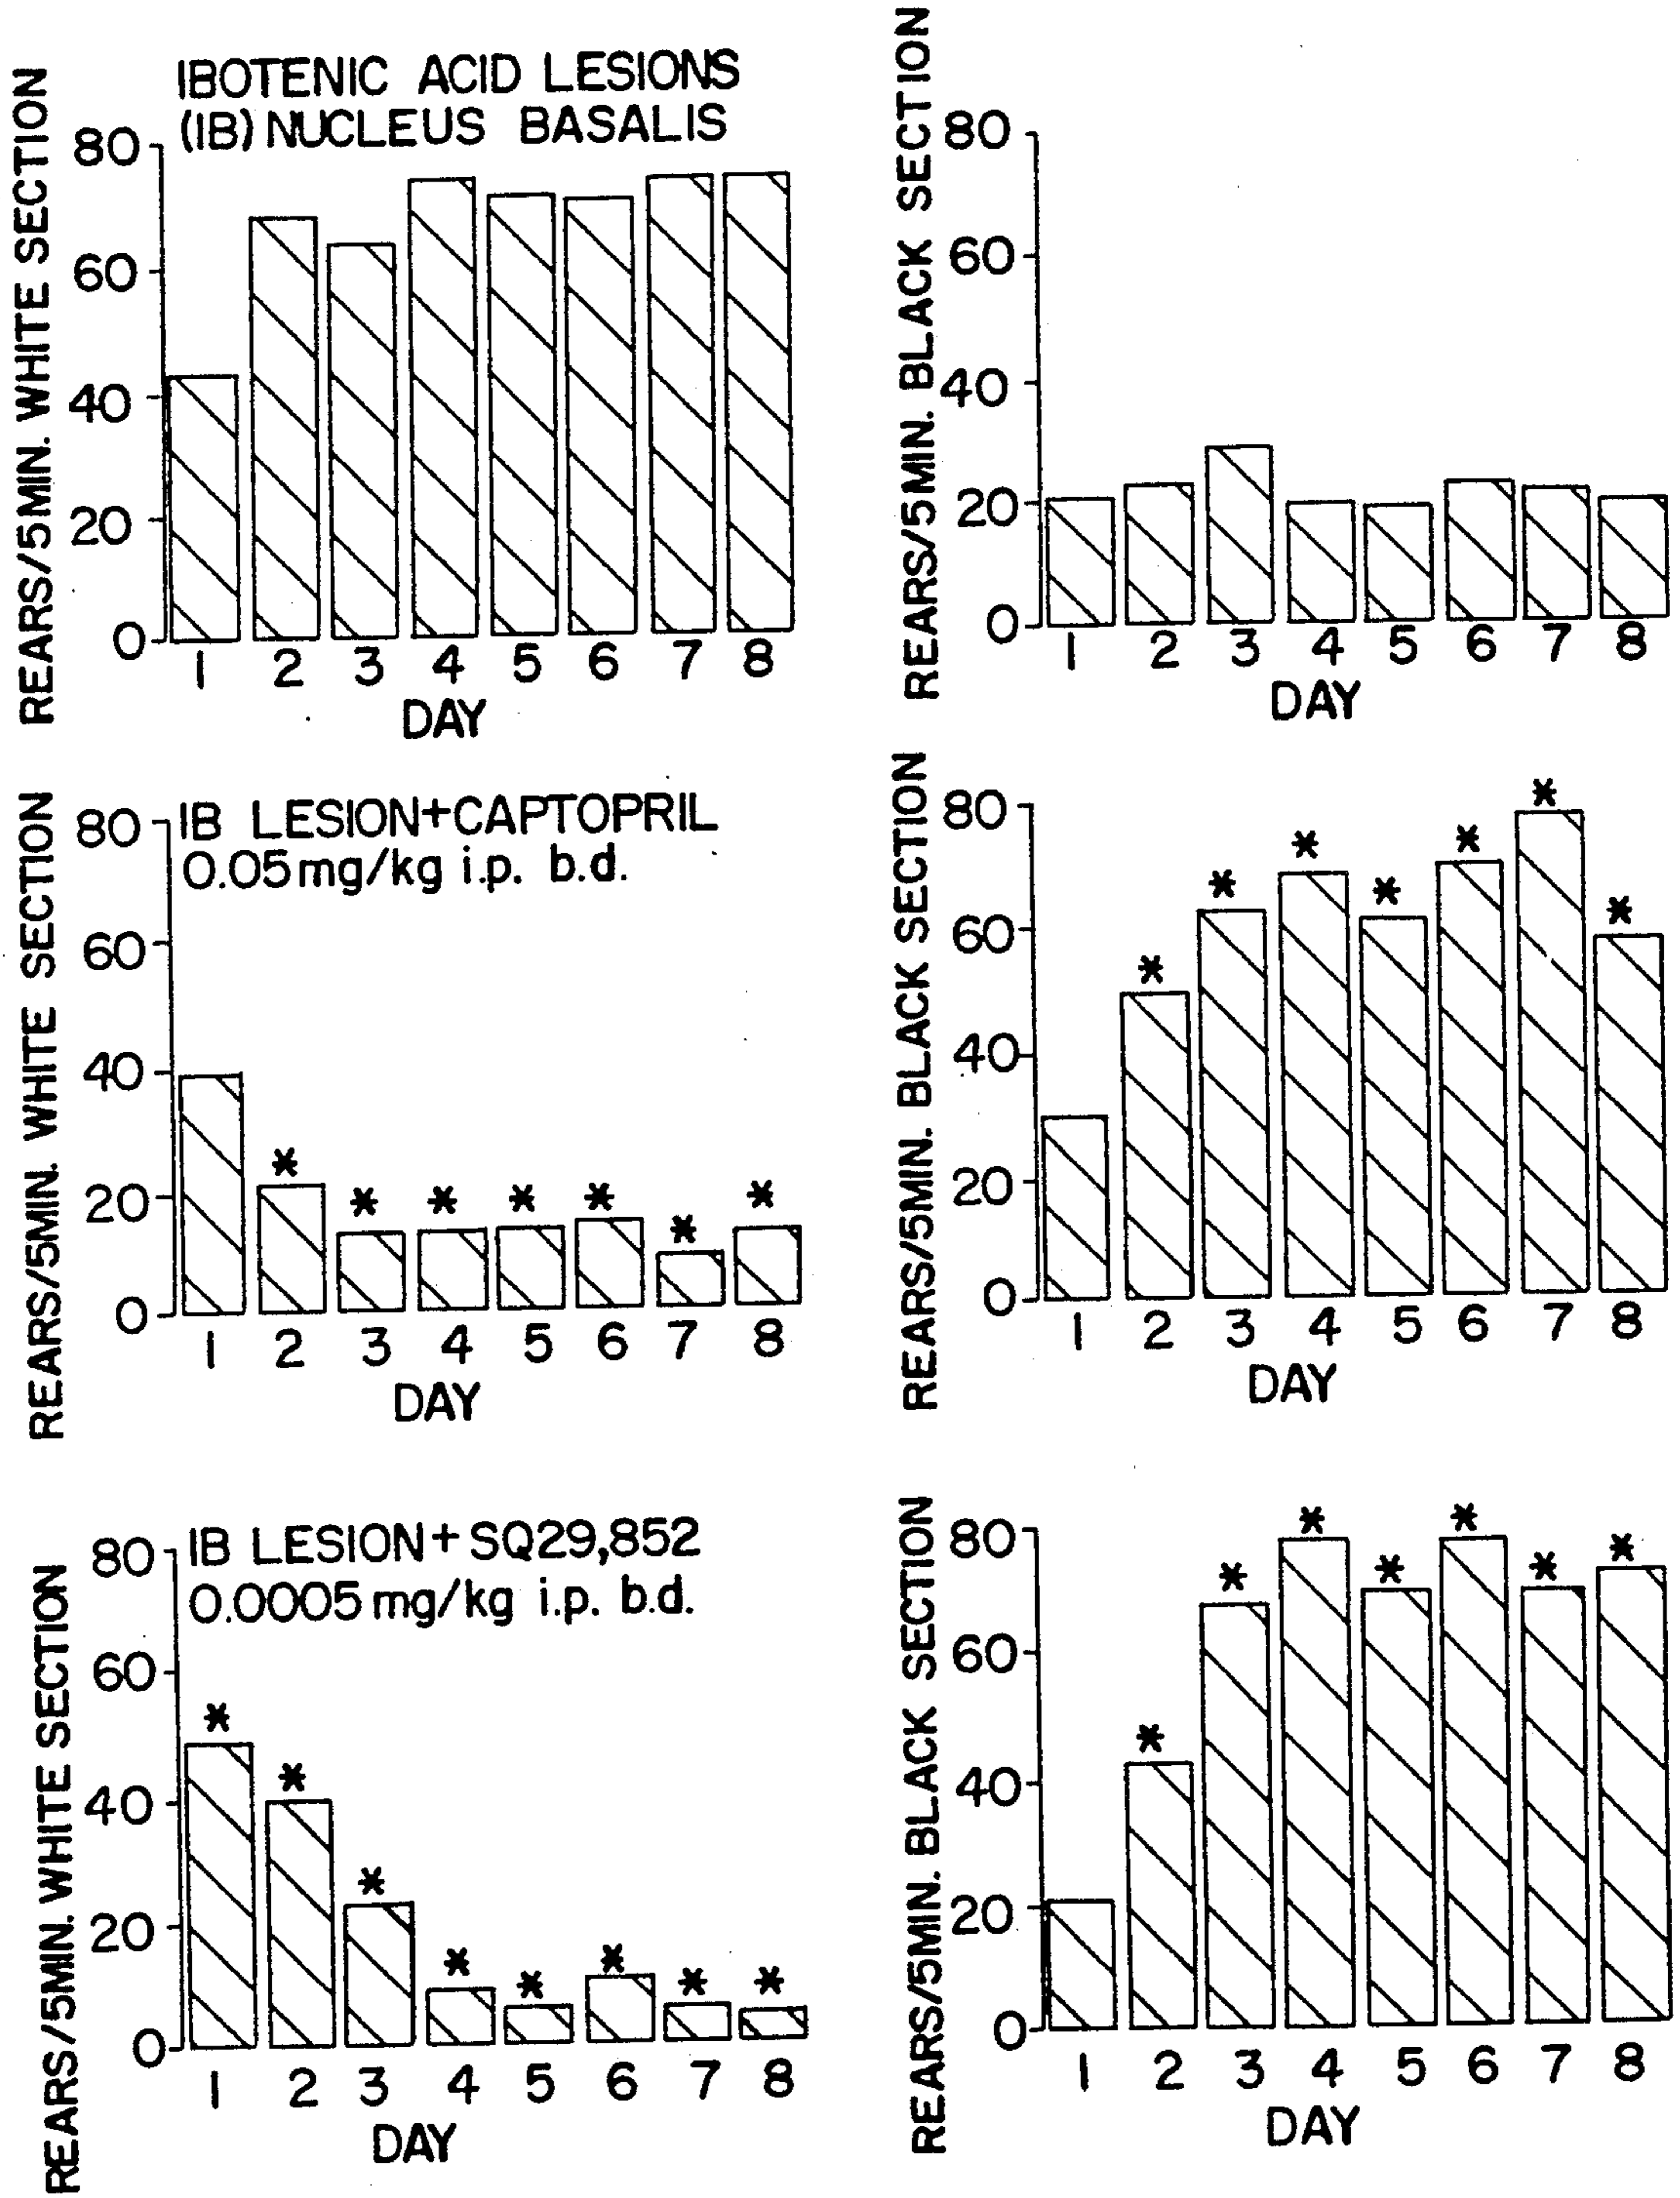 IBOTENIC ACID LESIONS
(IB) NUCLEUS BASALIS
REARS/5MIN. WHITE SECTION
80
60
40
20
0
1 2 3 4 5 6 7 8
DAY
REARS/5MIN. BLACK SECTION
80
60
40
20
0
1 2 3 4 5 6 7 8
DAY
IB LESION+CAPTOPRIL
0.05mg/kg i.p. b.d.
REARS/5MIN. WHITE SECTION
80
60
40
20
0
* * * * * * *
1 2 3 4 5 6 7 8
DAY
REARS/5MIN. BLACK SECTION
80
60
40
20
0
* * * * * * *
1 2 3 4 5 6 7 8
DAY
IB LESION+SQ29,852
0.0005mg/kg i.p. b.d.
REARS/5MIN. WHITE SECTION
80
60
40
20
0
* * * * * * * *
1 2 3 4 5 6 7 8
DAY
REARS/5MIN. BLACK SECTION
80
60
40
20
0
* * * * * * *
1 2 3 4 5 6 7 8
DAY